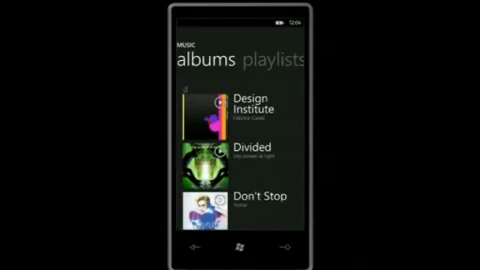 12:04
MUSIC
albums playlists
d
Design
Institute
Divided
Don't Stop